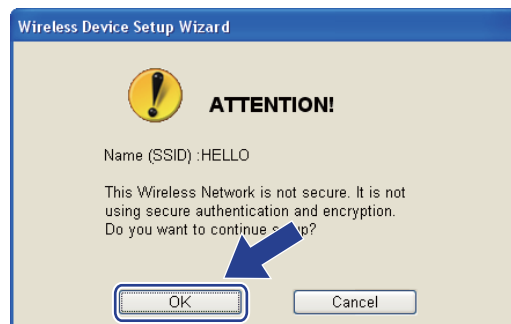 Wireless Device Setup Wizard
ATTENTION!
Name (SSID) :HELLO
This Wireless Network is not secure. It is not
using secure authentication and encryption.
Do you want to continue setup?
OK
Cancel